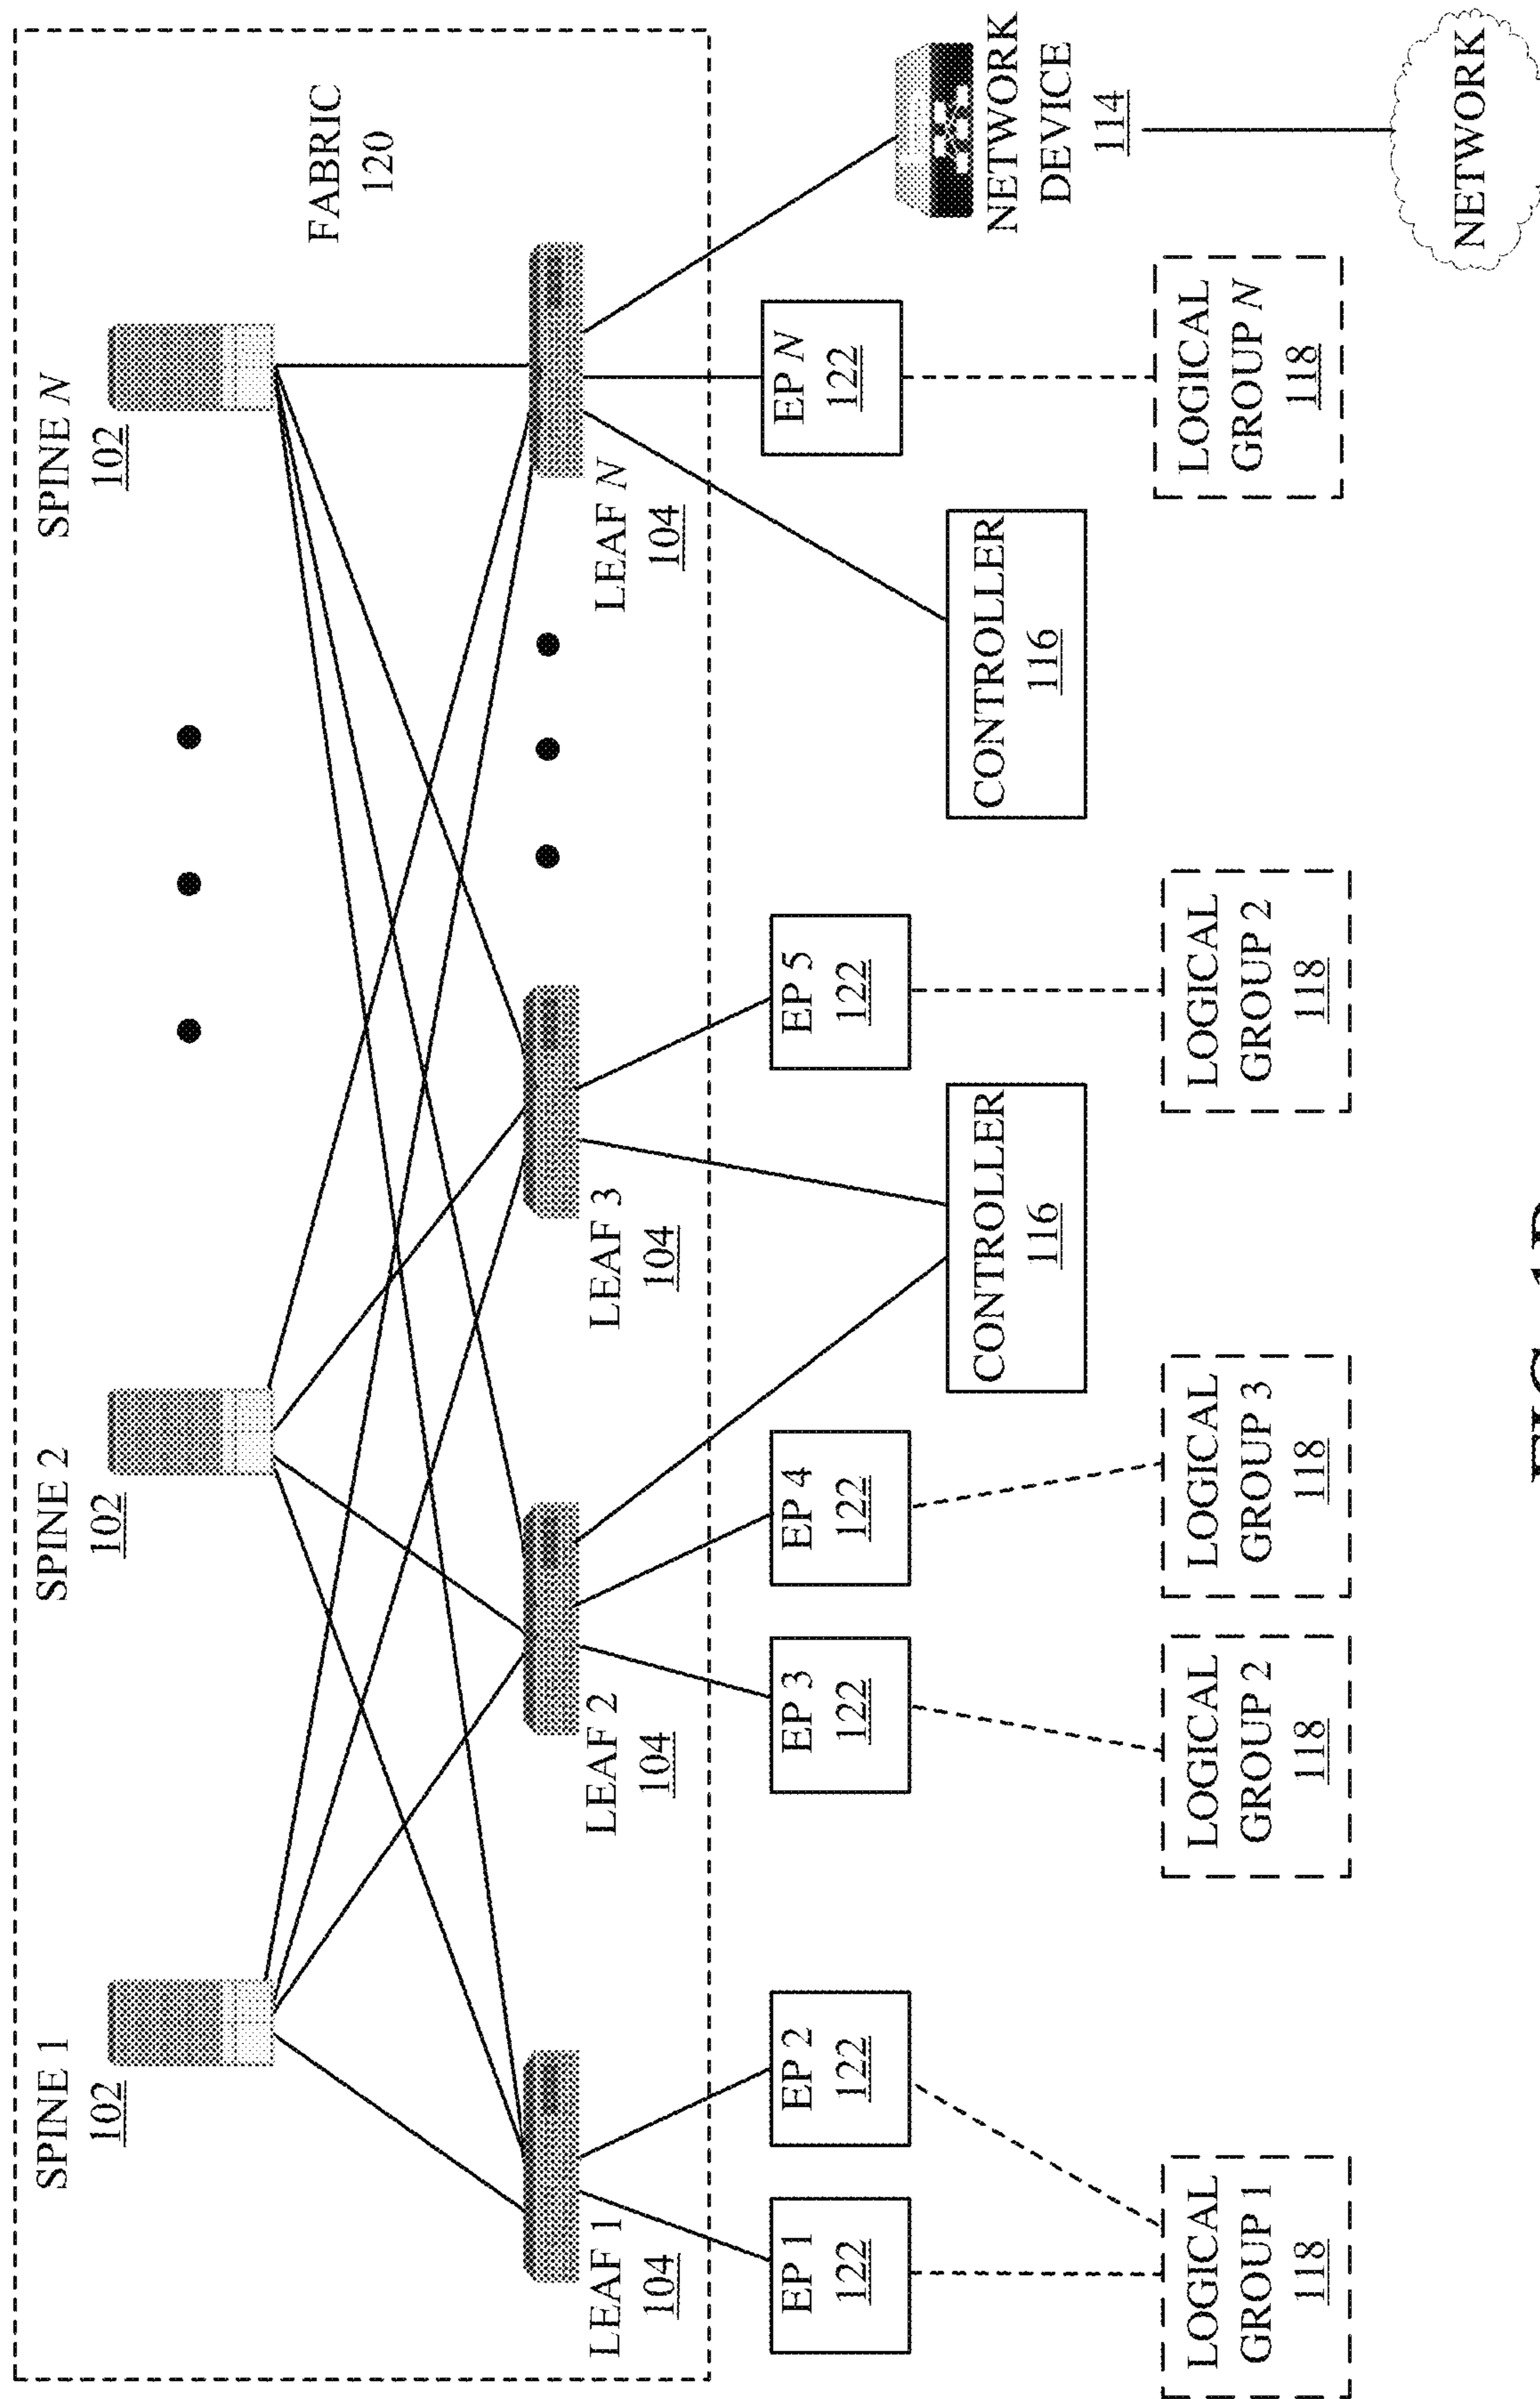 SPINE 1
102
SPINE 2
102
SPINE N
102
FABRIC
120
LEAF 1
104
LEAF 2
104
LEAF 3
104
LEAF N
104
EP 1
122
EP 2
122
EP 3
122
EP 4
122
EP 5
122
EP N
122
CONTROLLER
116
CONTROLLER
116
NETWORK
DEVICE
114
LOGICAL
GROUP 1
118
LOGICAL
GROUP 2
118
LOGICAL
GROUP 3
118
LOGICAL
GROUP 2
118
LOGICAL
GROUP N
118
NETWORK